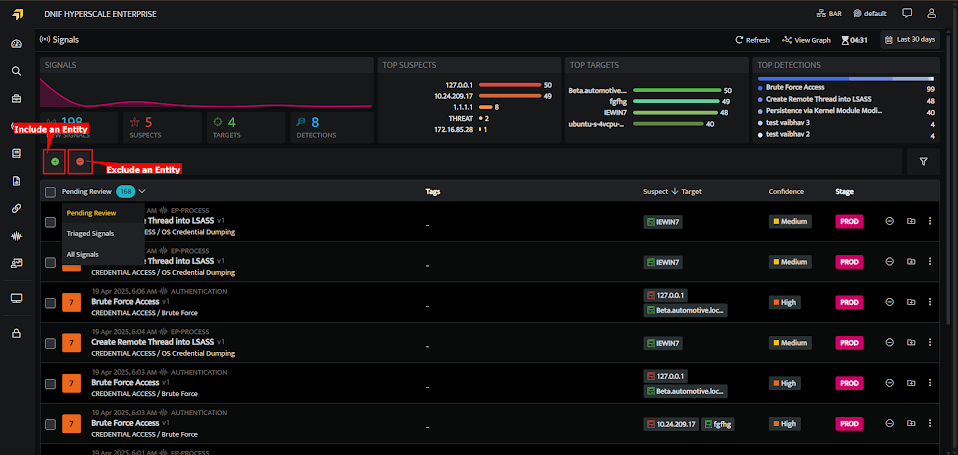 DNIF HYPERSCALE ENTERPRISE
BAR
default
Signals
Refresh
View Graph
04:31
Last 30 days
SIGNALS
198
5
SUSPECTS
4
TARGETS
8
DETECTIONS
TOP SUSPECTS
127.0.0.1 50
10.24.209.17 49
1.1.1.1 8
THREAT 2
172.16.85.28 1
TOP TARGETS
Beta.automotive... 50
fgfhg 49
IEWIN7 48
ubuntu-s-4vcpu-... 40
TOP DETECTIONS
Brute Force Access 99
Create Remote Thread into LSASS 48
Persistence via Kernel Module Modi... 40
test vaibhav 3 4
test vaibhav 2 4
Include an Entity
Exclude an Entity
Pending Review 168
Tags
Suspect
Target
Confidence
Stage
Pending Review
Triaged Signals
All Signals
AM EP-PROCESS
Thread into LSASS v1
CREDENTIAL ACCESS / OS Credential Dumping
-
IEWIN7
Medium
PROD
AM EP-PROCESS
Thread into LSASS v1
CREDENTIAL ACCESS / OS Credential Dumping
-
IEWIN7
Medium
PROD
7
19 Apr 2025, 6:06 AM AUTHENTICATION
Brute Force Access v1
CREDENTIAL ACCESS / Brute Force
-
127.0.0.1
Beta.automotive.loc...
High
PROD
7
19 Apr 2025, 6:04 AM EP-PROCESS
Create Remote Thread into LSASS v1
CREDENTIAL ACCESS / OS Credential Dumping
-
IEWIN7
Medium
PROD
7
19 Apr 2025, 6:03 AM AUTHENTICATION
Brute Force Access v1
CREDENTIAL ACCESS / Brute Force
-
127.0.0.1
Beta.automotive.loc...
High
PROD
7
19 Apr 2025, 6:03 AM AUTHENTICATION
Brute Force Access v1
CREDENTIAL ACCESS / Brute Force
-
10.24.209.17
fgfhg
High
PROD
19 Apr 2025, 6:01 AM EP-PROCESS